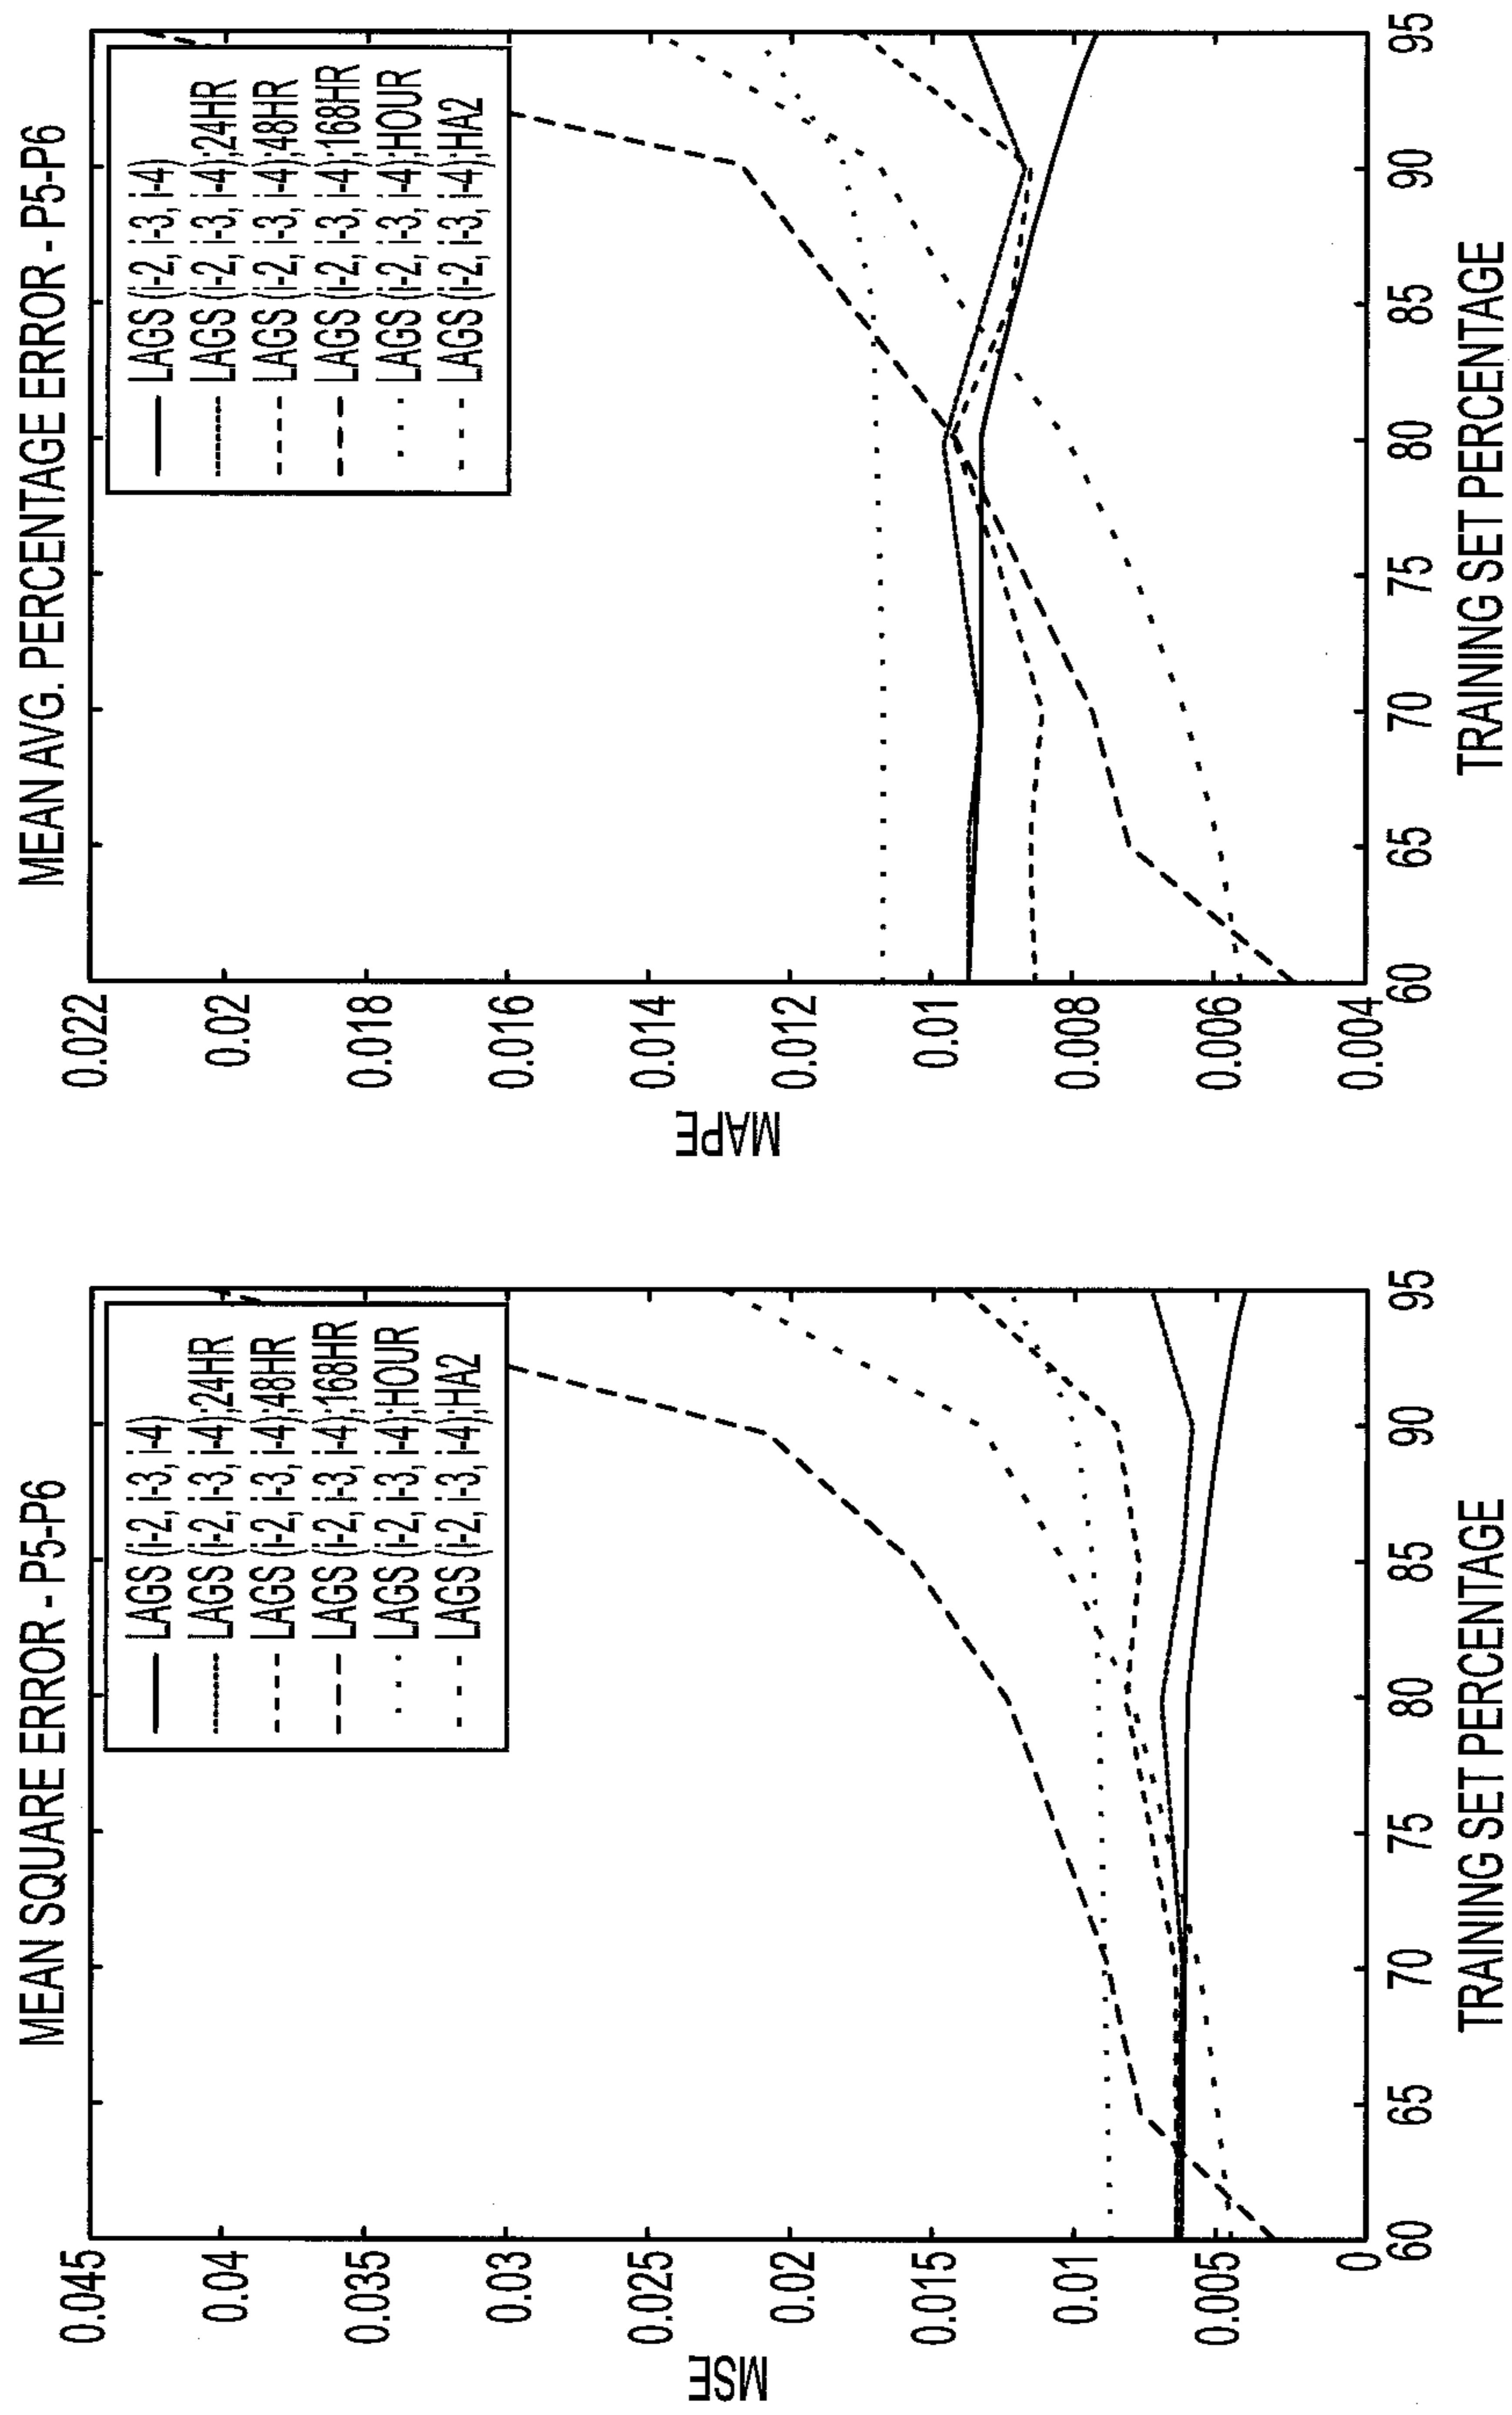 MEAN SQUARE ERROR - P5-P6
LAGS (i-2, i-3, i-4)
LAGS (i-2, i-3, i-4);24HR
LAGS (i-2, i-3, i-4);48HR
LAGS (i-2, i-3, i-4);168HR
LAGS (i-2, i-3, i-4);HOUR
LAGS (i-2, i-3, i-4);HA2
MSE
0.045
0.04
0.035
0.03
0.025
0.02
0.015
0.01
0.005
0
60 65 70 75 80 85 90 95
TRAINING SET PERCENTAGE
MEAN AVG. PERCENTAGE ERROR - P5-P6
LAGS (i-2, i-3, i-4)
LAGS (i-2, i-3, i-4);24HR
LAGS (i-2, i-3, i-4);48HR
LAGS (i-2, i-3, i-4);168HR
LAGS (i-2, i-3, i-4);HOUR
LAGS (i-2, i-3, i-4);HA2
MAPE
0.022
0.02
0.018
0.016
0.014
0.012
0.01
0.008
0.006
0.004
60 65 70 75 80 85 90 95
TRAINING SET PERCENTAGE